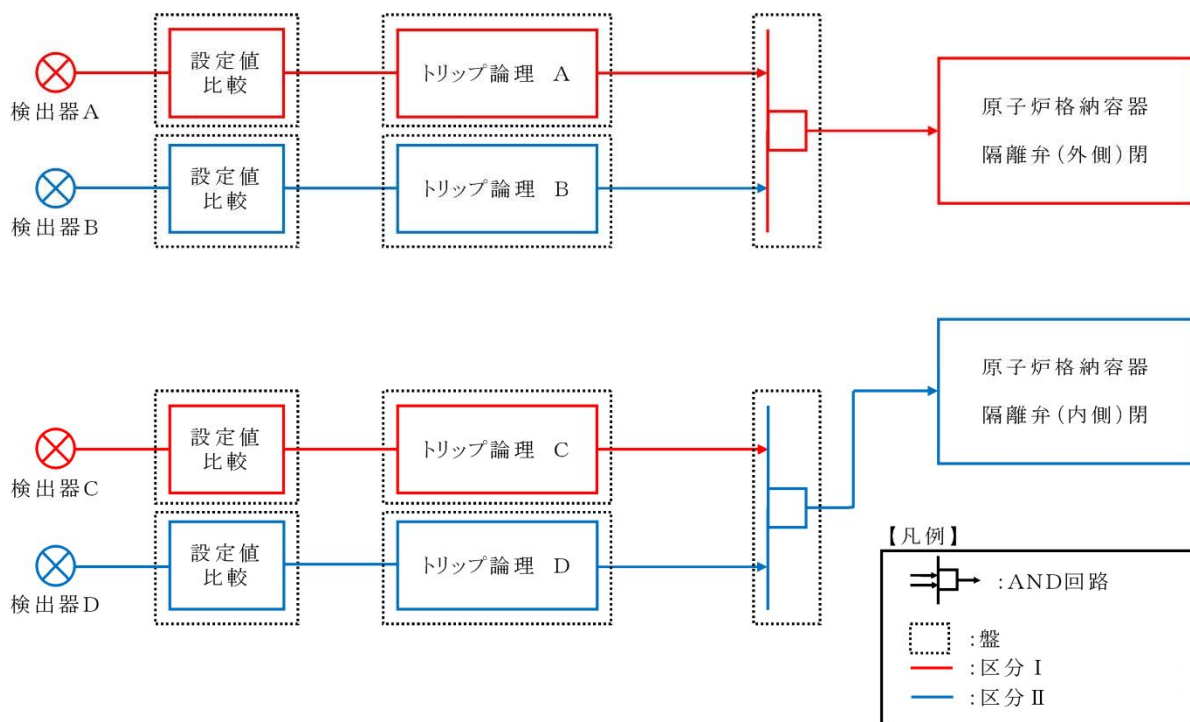 設定値
比較
トリップ論理 A
検出器A
設定値
比較
トリップ論理 B
検出器B
原子炉格納容器
隔離弁(外側)閉
設定値
比較
トリップ論理 C
検出器C
設定値
比較
トリップ論理 D
検出器D
原子炉格納容器
隔離弁(内側)閉
【凡例】
:AND回路
:盤
:区分Ⅰ
:区分Ⅱ